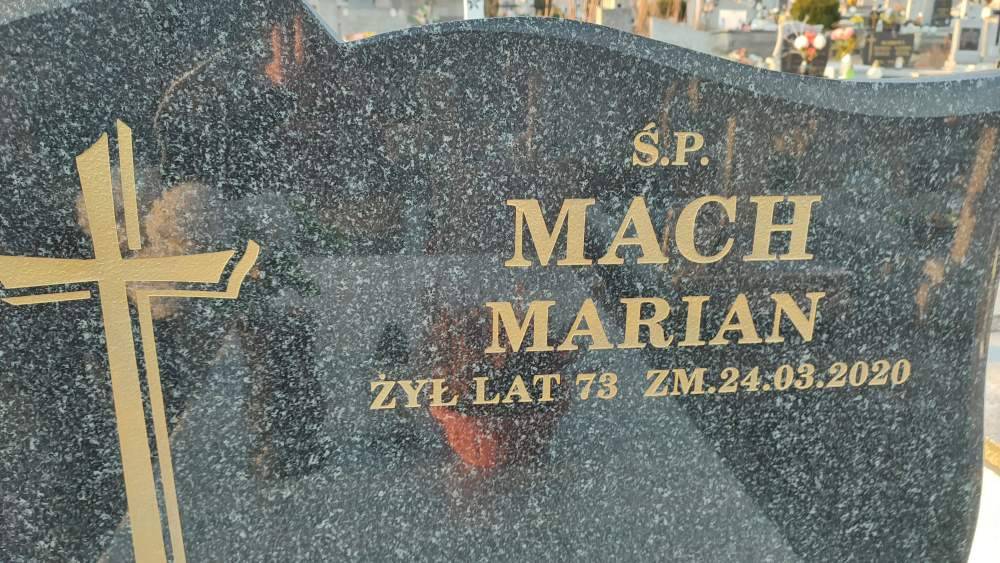 Ś.P.
MACH
MARIAN
ŻYŁ LAT 73 ZM.24.03.2020